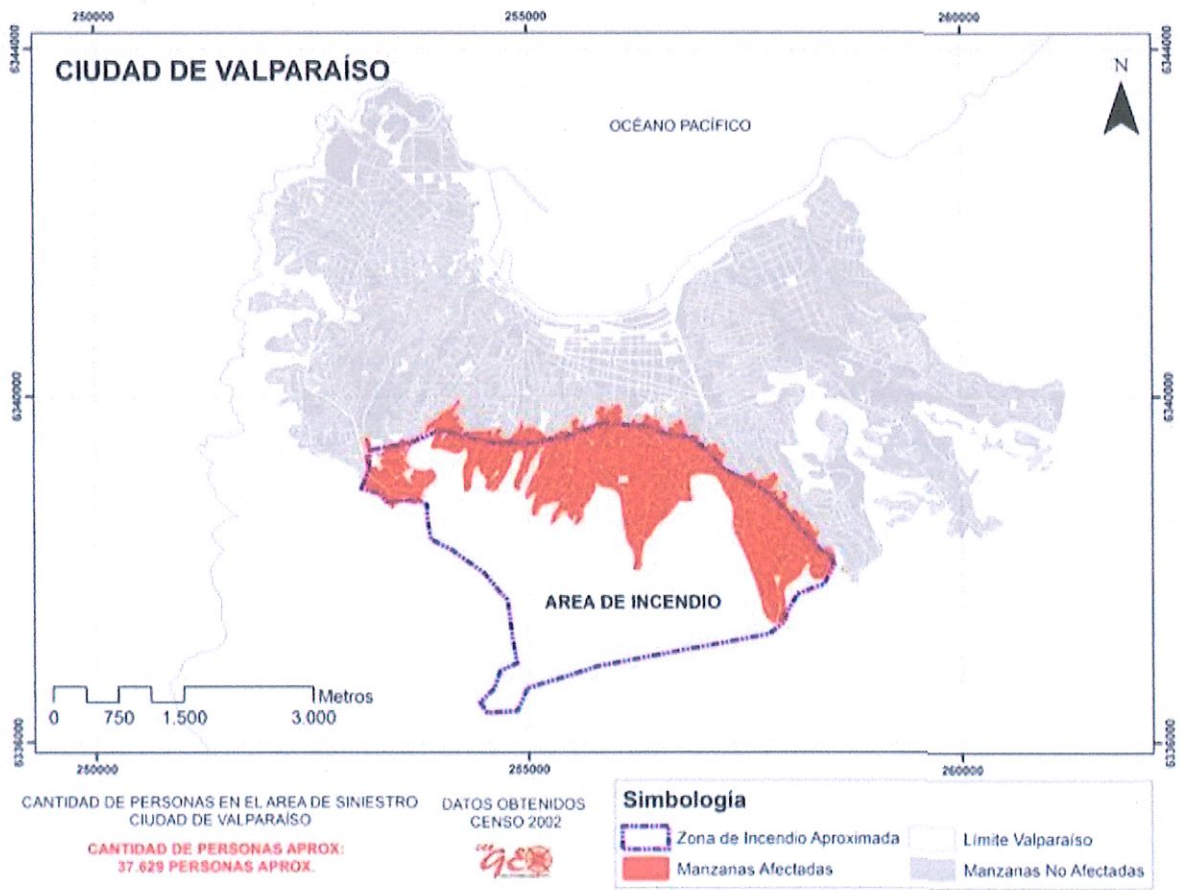 250000
255000
260000
6344000
6344000
CIUDAD DE VALPARAÍSO
N
OCÉANO PACÍFICO
6340000
6340000
AREA DE INCENDIO
Metros
0 750 1.500 3.000
6336000
6336000
250000
255000
260000
CANTIDAD DE PERSONAS EN EL AREA DE SINIESTRO
CIUDAD DE VALPARAÍSO
CANTIDAD DE PERSONAS APROX:
37.629 PERSONAS APROX.
DATOS OBTENIDOS
CENSO 2002
Simbología
Zona de Incendio Aproximada
Límite Valparaíso
Manzanas Afectadas
Manzanas No Afectadas